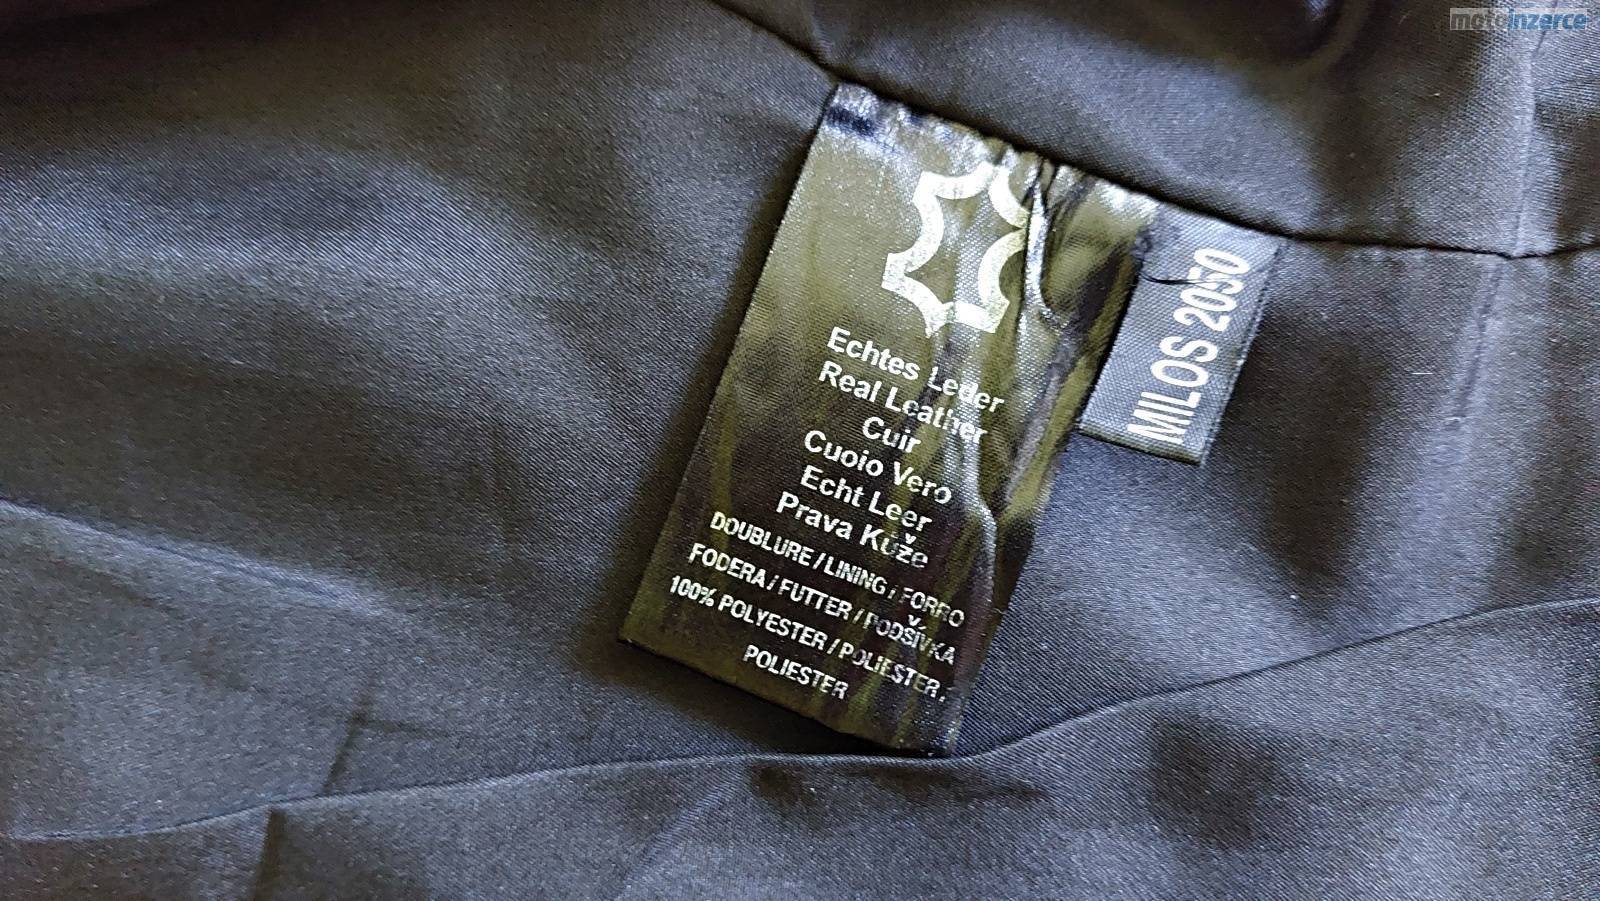 motoinzerce
Echtes Leder
Real Leather
Cuir
Cuoio Vero
Echt Leer
Prava Kůže
DOUBLURE / LINING / FORRO
FODERA / FUTTER / PODŠÍVKA
100% POLYESTER / POLIESTER,
POLIESTER
MILOS 2050